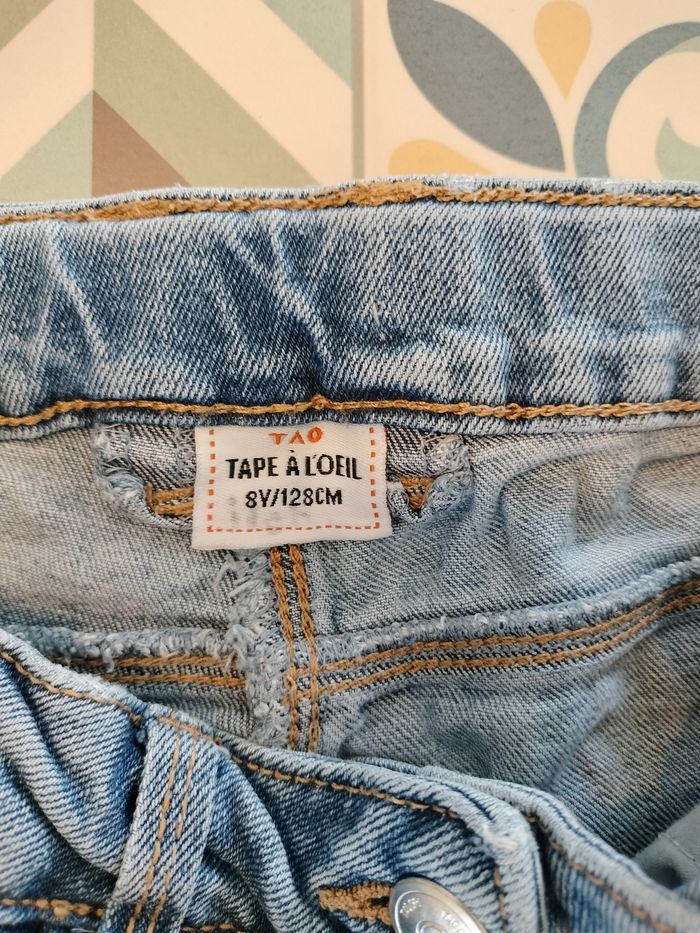 TAO
TAPE À L'OEIL
8Y/128CM